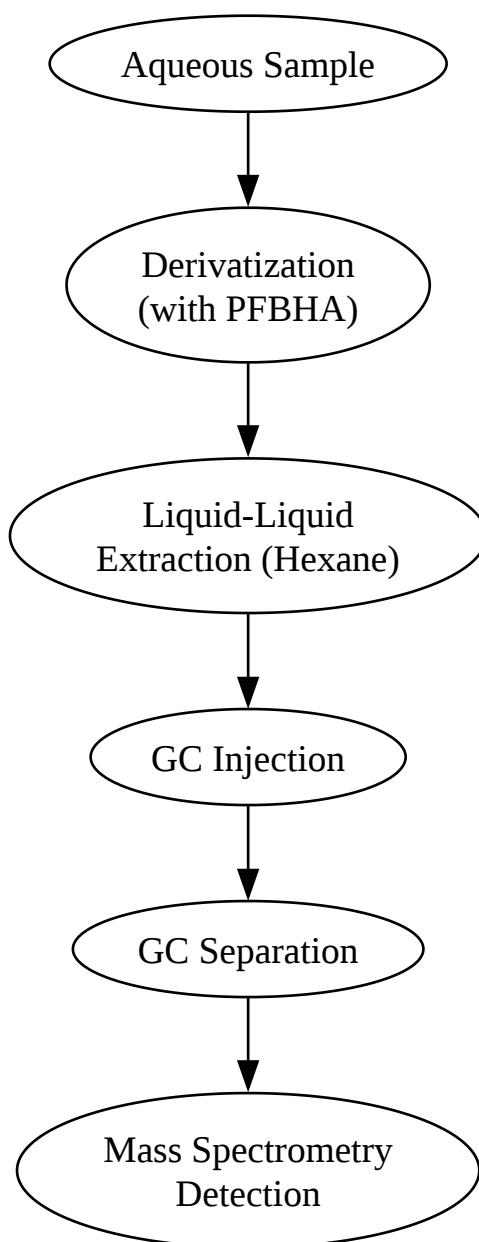 Aqueous Sample
Derivatization
(with PFBHA)
Liquid-Liquid
Extraction (Hexane)
GC Injection
GC Separation
Mass Spectrometry
Detection